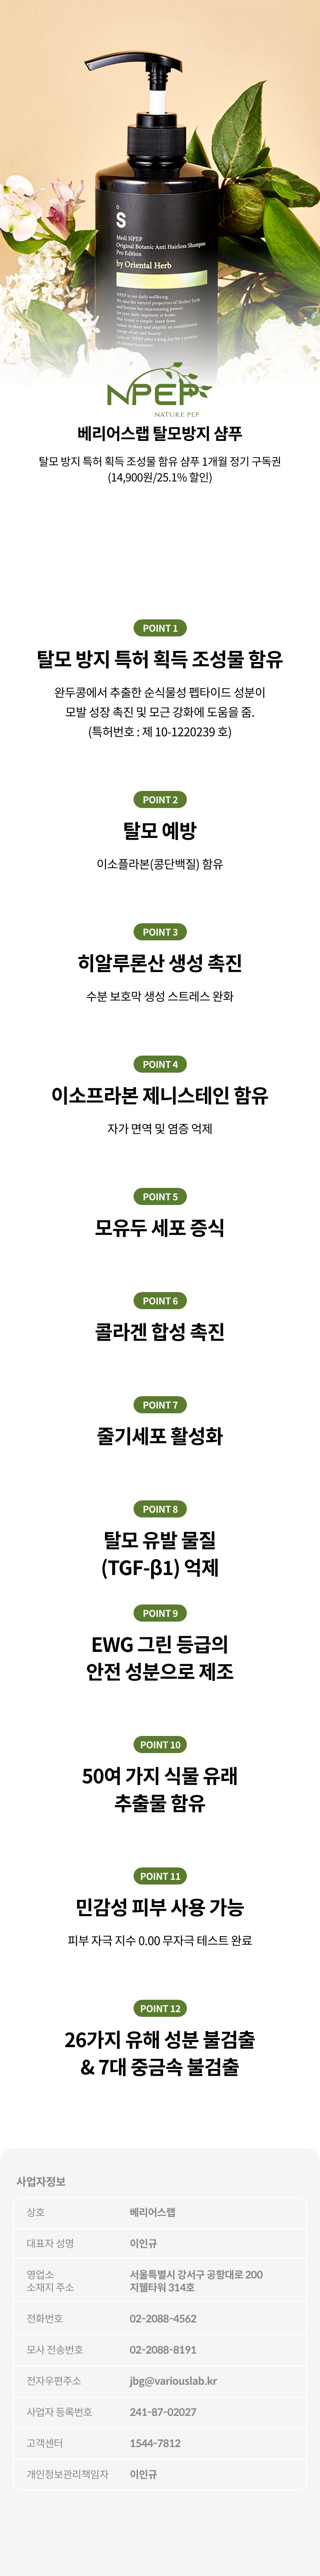 Š
Medi NPEP
Original Botanic Anti Hairloss Shampoo
Pro Edition
by Oriental Herb
NPEP is our daily wellbeing.
NPEP
NATURE PEP
베리어스랩 탈모방지 샴푸
탈모 방지 특허 획득 조성물 함유 샴푸 1개월 정기 구독권
(14,900원/25.1% 할인)
POINT 1
탈모 방지 특허 획득 조성물 함유
완두콩에서 추출한 순식물성 펩타이드 성분이
모발 성장 촉진 및 모근 강화에 도움을 줌.
(특허번호 : 제 10-1220239 호)
POINT 2
탈모 예방
이소플라본(콩단백질) 함유
POINT 3
히알루론산 생성 촉진
수분 보호막 생성 스트레스 완화
POINT 4
이소프라본 제니스테인 함유
자가 면역 및 염증 억제
POINT 5
모유두 세포 증식
POINT 6
콜라겐 합성 촉진
POINT 7
줄기세포 활성화
POINT 8
탈모 유발 물질
(TGF-β1) 억제
POINT 9
EWG 그린 등급의
안전 성분으로 제조
POINT 10
50여 가지 식물 유래
추출물 함유
POINT 11
민감성 피부 사용 가능
피부 자극 지수 0.00 무자극 테스트 완료
POINT 12
26가지 유해 성분 불검출
& 7대 중금속 불검출
사업자정보
상호 베리어스랩
대표자 성명 이인규
영업소 서울특별시 강서구 공항대로 200
소재지 주소 지웰타워 314호
전화번호 02-2088-4562
모사 전송번호 02-2088-8191
전자우편주소 jbg@variouslab.kr
사업자 등록번호 241-87-02027
고객센터 1544-7812
개인정보관리책임자 이인규